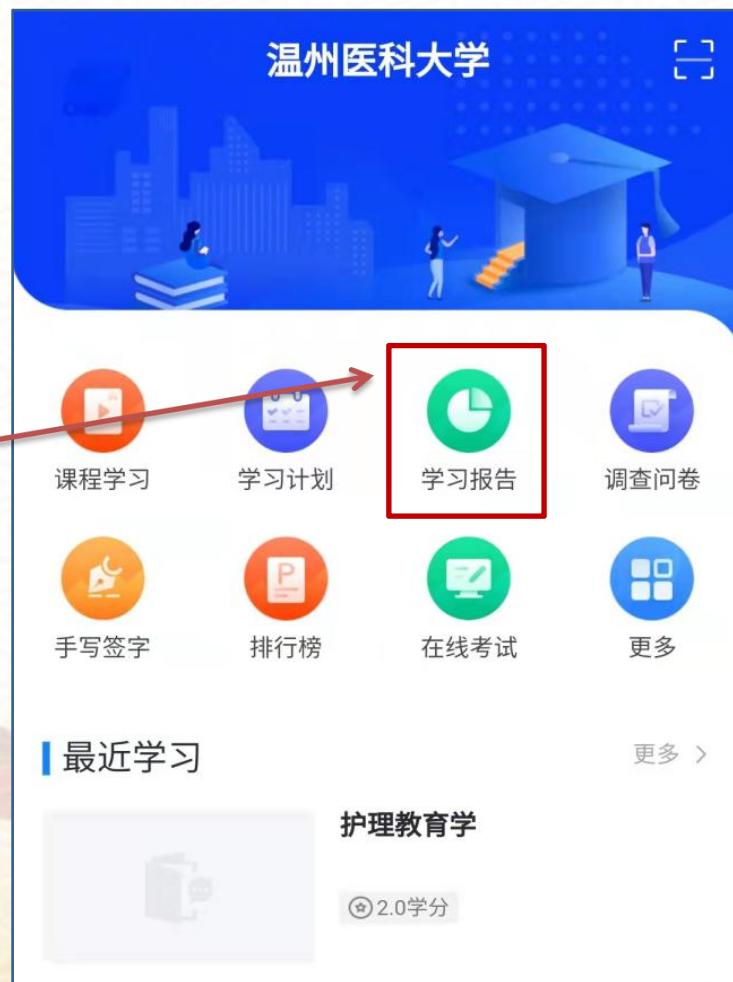 温州医科大学
课程学习 学习计划 学习报告 调查问卷
手写签字 排行榜 在线考试 更多
最近学习 更多 >
护理教育学
2.0学分